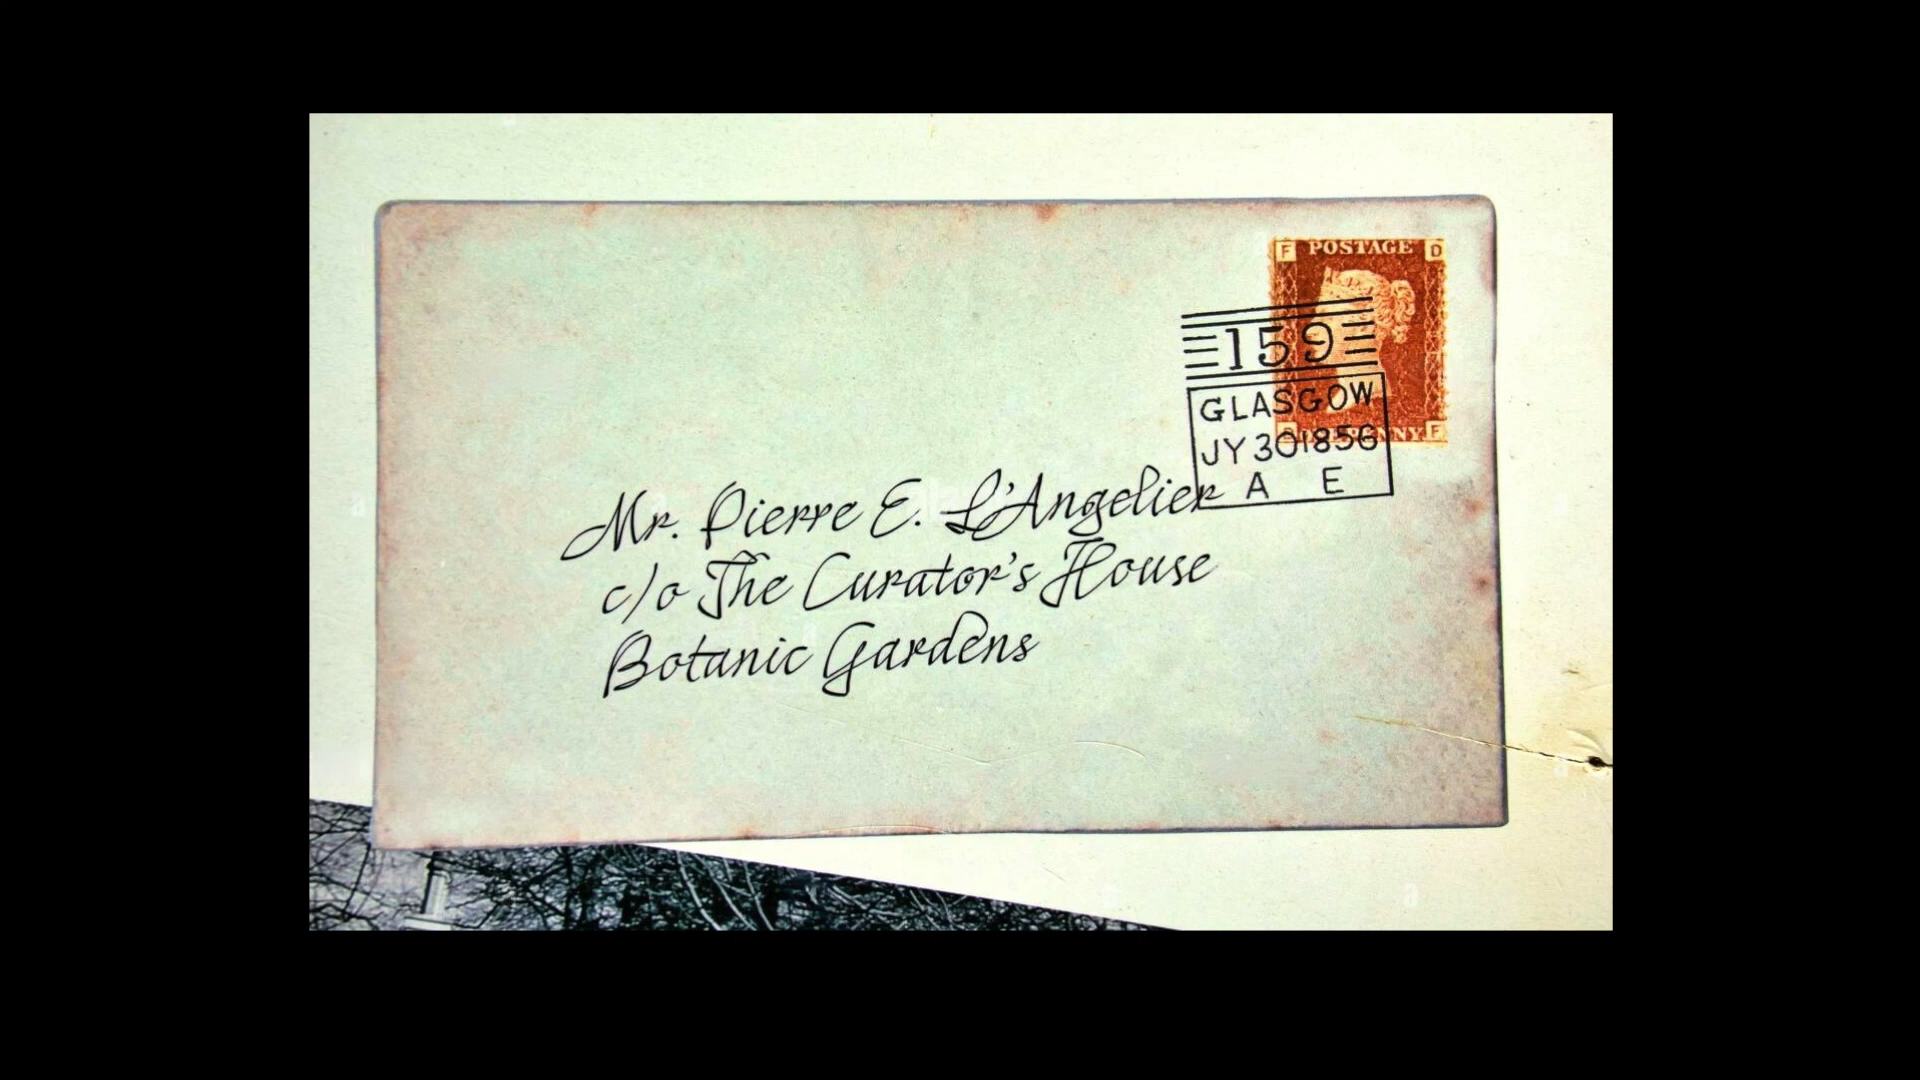 F POSTAGE D
159
GLASGOW
JY 30 1856
A E
F
Mr. Pierre E. L'Angelier
c/o The Curator's House
Botanic Gardens